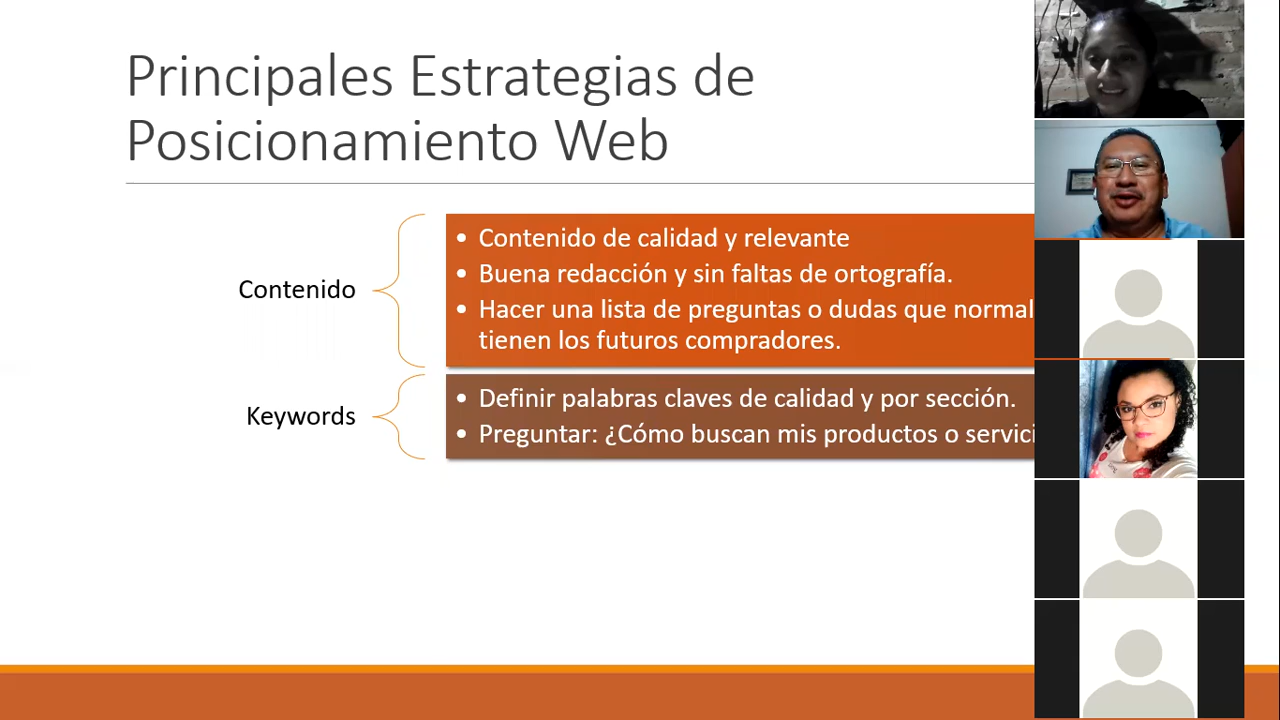 Principales Estrategias de
Posicionamiento Web
Contenido
• Contenido de calidad y relevante
• Buena redacción y sin faltas de ortografía.
• Hacer una lista de preguntas o dudas que normal
tienen los futuros compradores.
Keywords
• Definir palabras claves de calidad y por sección.
• Preguntar: ¿Cómo buscan mis productos o servici